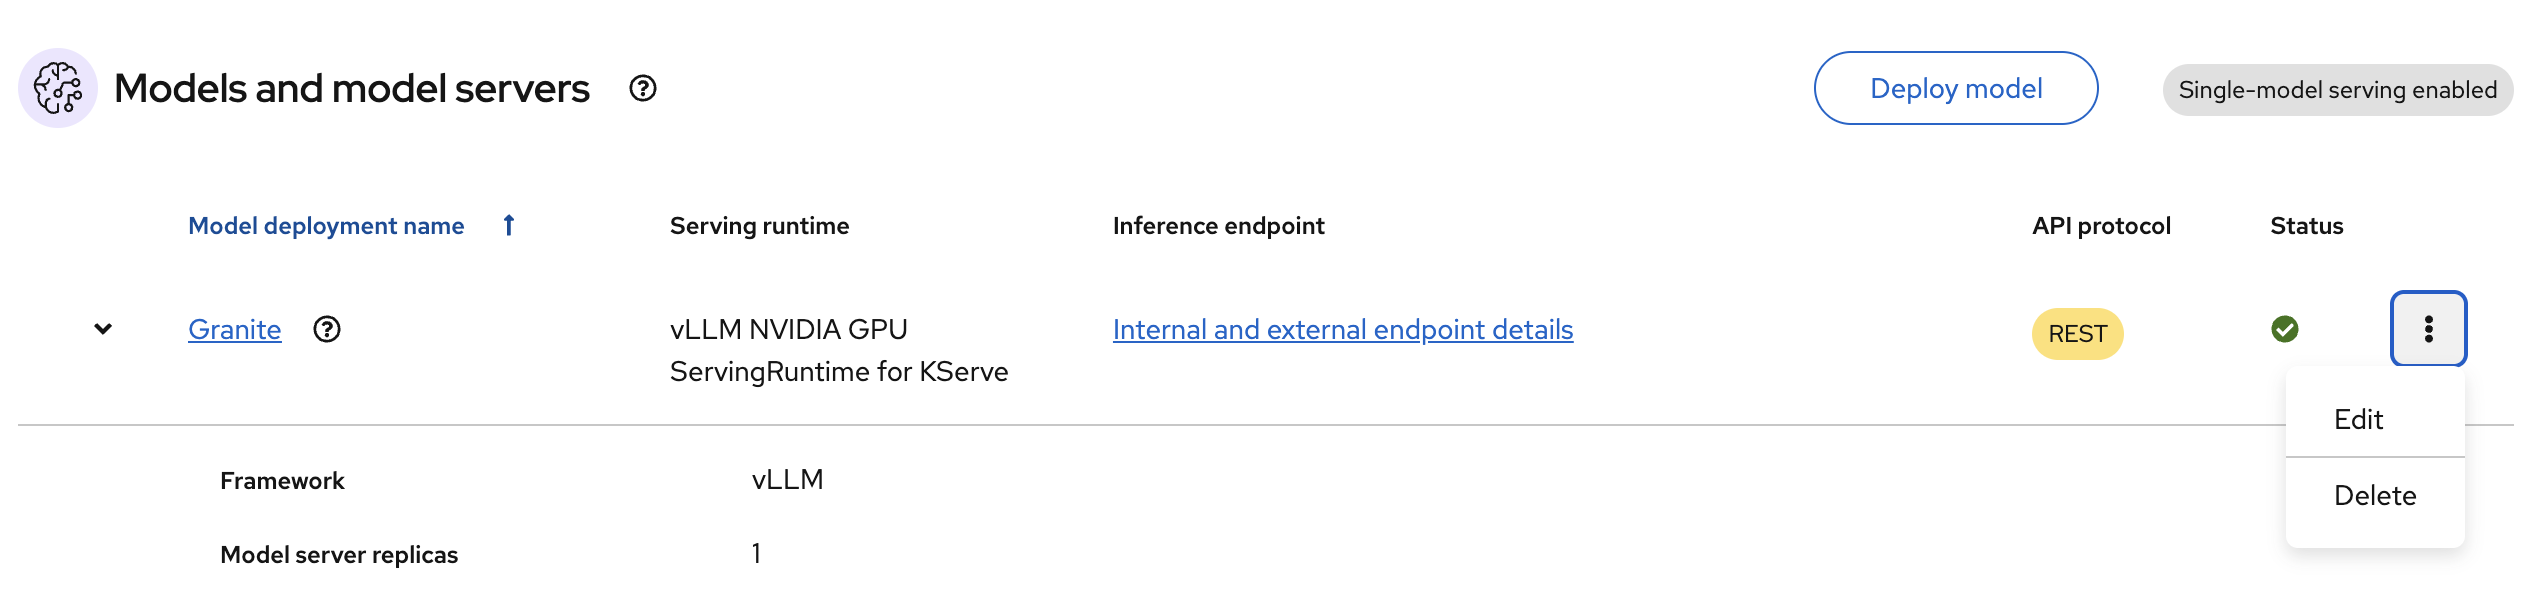 Models and model servers
Deploy model
Single-model serving enabled
Model deployment name
Serving runtime
Inference endpoint
API protocol
Status
Granite
vLLM NVIDIA GPU
ServingRuntime for KServe
Internal and external endpoint details
REST
Edit
Delete
Framework
vLLM
Model server replicas
1